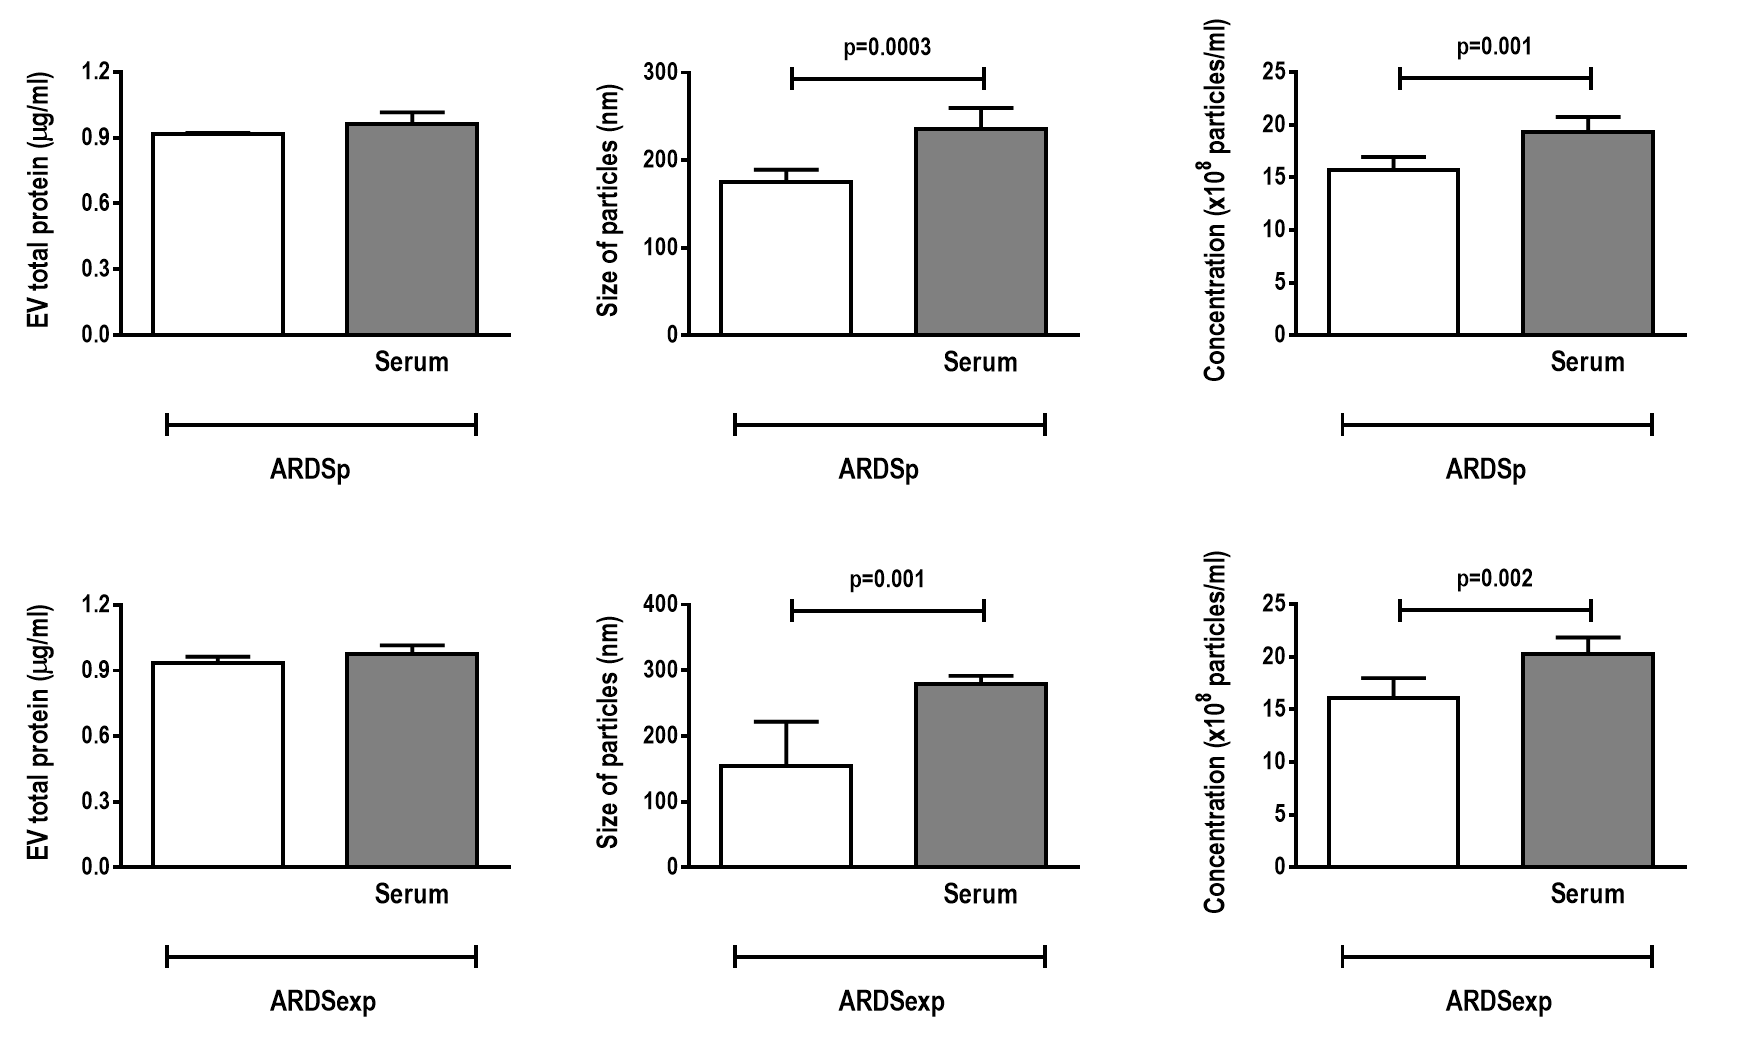 EV total protein (µg/ml)
1.2
0.9
0.6
0.3
0.0
Serum
ARDSp
p=0.0003
Size of particles (nm)
300
200
100
0
Serum
ARDSp
p=0.001
Concentration (x10⁸ particles/ml)
25
20
15
10
5
0
Serum
ARDSp
EV total protein (µg/ml)
1.2
0.9
0.6
0.3
0.0
Serum
ARDSexp
p=0.001
Size of particles (nm)
400
300
200
100
0
Serum
ARDSexp
p=0.002
Concentration (x10⁸ particles/ml)
25
20
15
10
5
0
Serum
ARDSexp